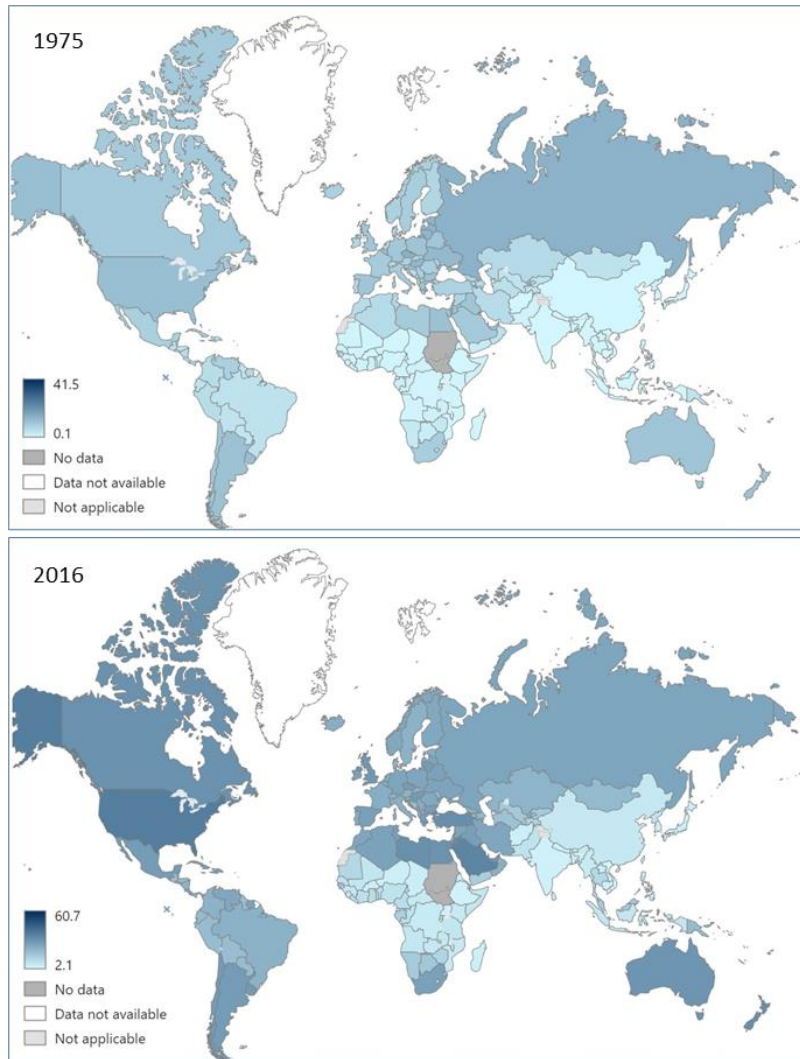 1975
41.5
0.1
No data
Data not available
Not applicable
2016
60.7
2.1
No data
Data not available
Not applicable